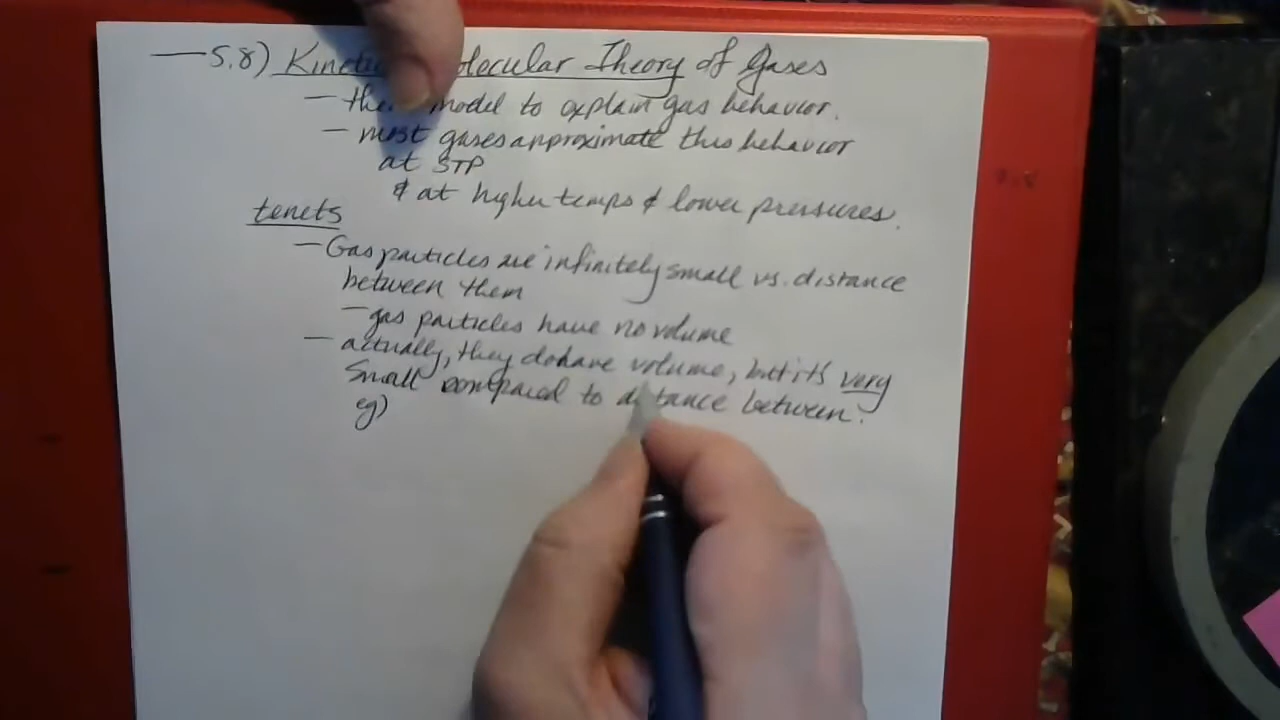 5.8) Kinetic olecular Theory of Gases
— the model to explain gas behavior.
— most gases approximate this behavior
at STP
& at higher temps & lower pressures.
tenets
— Gas particles are infinitely small vs. distance
between them
— gas particles have no volume
— actually, they do have volume, but it's very
small compared to distance between.
eg)